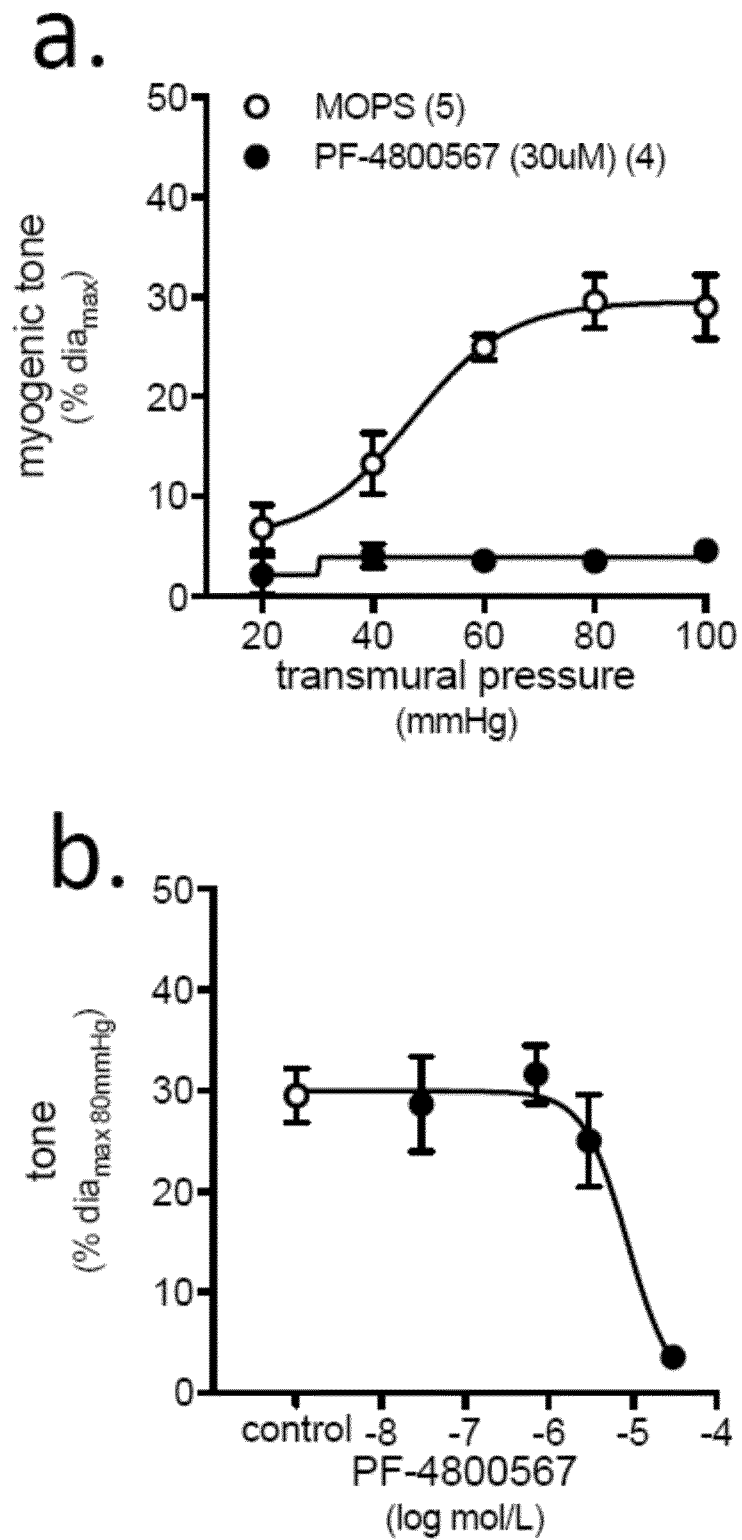 a.
MOPS (5)
PF-4800567 (30uM) (4)
myogenic tone
(% dia_max)
50
40
30
20
10
0
20 40 60 80 100
transmural pressure
(mmHg)
b.
tone
(% dia_max 80mmHg)
50
40
30
20
10
0
control -8 -7 -6 -5 -4
PF-4800567
(log mol/L)